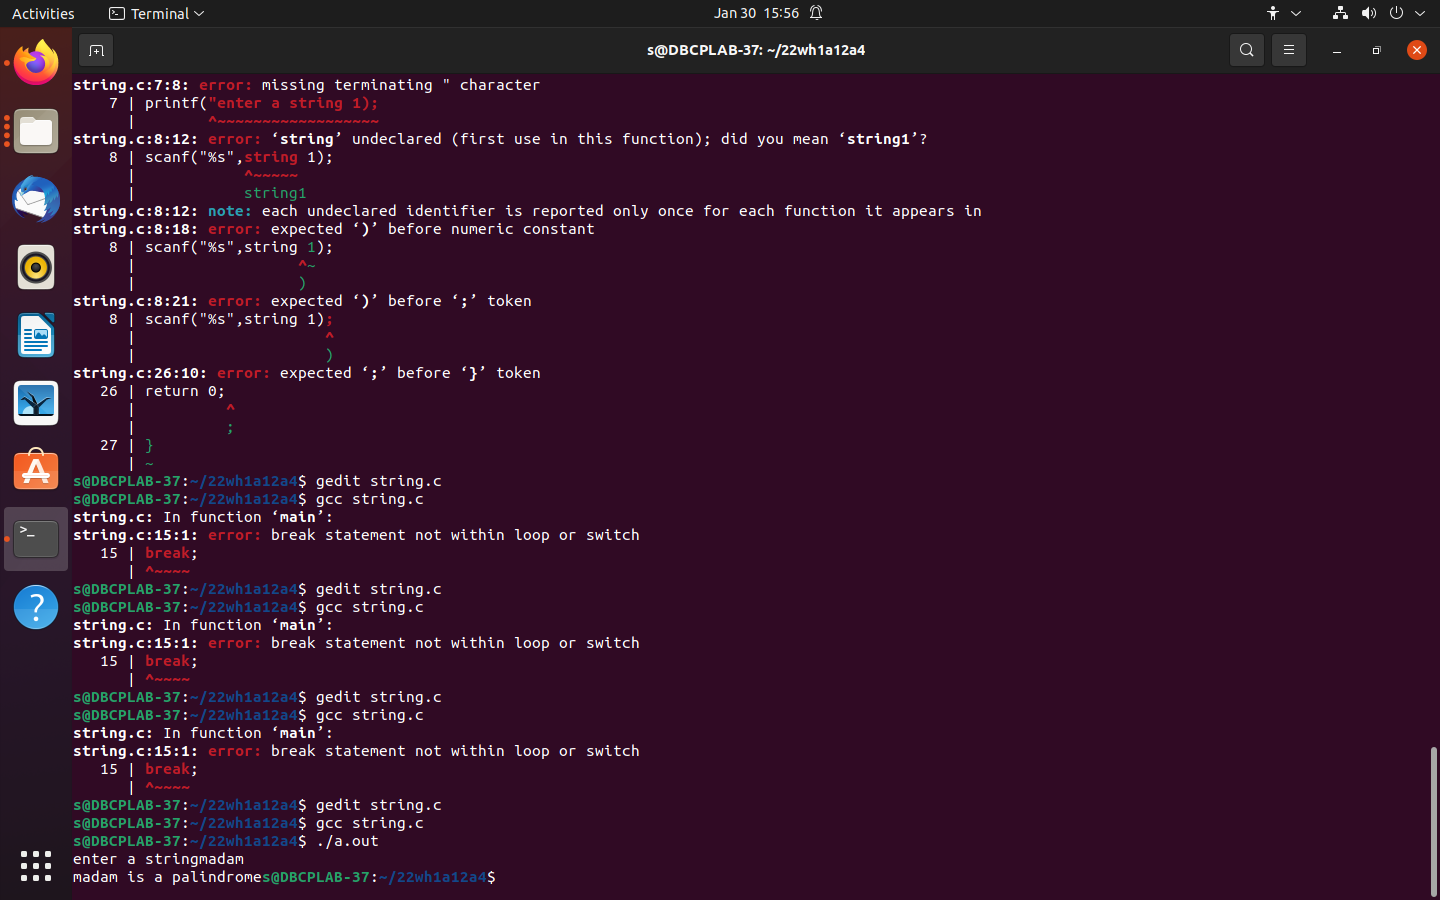 Activities
Terminal
Jan 30 15:56
s@DBCPLAB-37: ~/22wh1a12a4
string.c:7:8: error: missing terminating " character
    7 | printf("enter a string 1);
      |        ^~~~~~~~~~~~~~~~~~~
string.c:8:12: error: ‘string’ undeclared (first use in this function); did you mean ‘string1’?
    8 | scanf("%s",string 1);
      |            ^~~~~~
      |            string1
string.c:8:12: note: each undeclared identifier is reported only once for each function it appears in
string.c:8:18: error: expected ‘)’ before numeric constant
    8 | scanf("%s",string 1);
      |                  ^~
      |                  )
string.c:8:21: error: expected ‘)’ before ‘;’ token
    8 | scanf("%s",string 1);
      |                     ^
      |                     )
string.c:26:10: error: expected ‘;’ before ‘}’ token
   26 | return 0;
      |          ^
      |          ;
   27 | }
      | ~
s@DBCPLAB-37:~/22wh1a12a4$ gedit string.c
s@DBCPLAB-37:~/22wh1a12a4$ gcc string.c
string.c: In function ‘main’:
string.c:15:1: error: break statement not within loop or switch
   15 | break;
      | ^~~~~
s@DBCPLAB-37:~/22wh1a12a4$ gedit string.c
s@DBCPLAB-37:~/22wh1a12a4$ gcc string.c
string.c: In function ‘main’:
string.c:15:1: error: break statement not within loop or switch
   15 | break;
      | ^~~~~
s@DBCPLAB-37:~/22wh1a12a4$ gedit string.c
s@DBCPLAB-37:~/22wh1a12a4$ gcc string.c
string.c: In function ‘main’:
string.c:15:1: error: break statement not within loop or switch
   15 | break;
      | ^~~~~
s@DBCPLAB-37:~/22wh1a12a4$ gedit string.c
s@DBCPLAB-37:~/22wh1a12a4$ gcc string.c
s@DBCPLAB-37:~/22wh1a12a4$ ./a.out
enter a stringmadam
madam is a palindromes@DBCPLAB-37:~/22wh1a12a4$